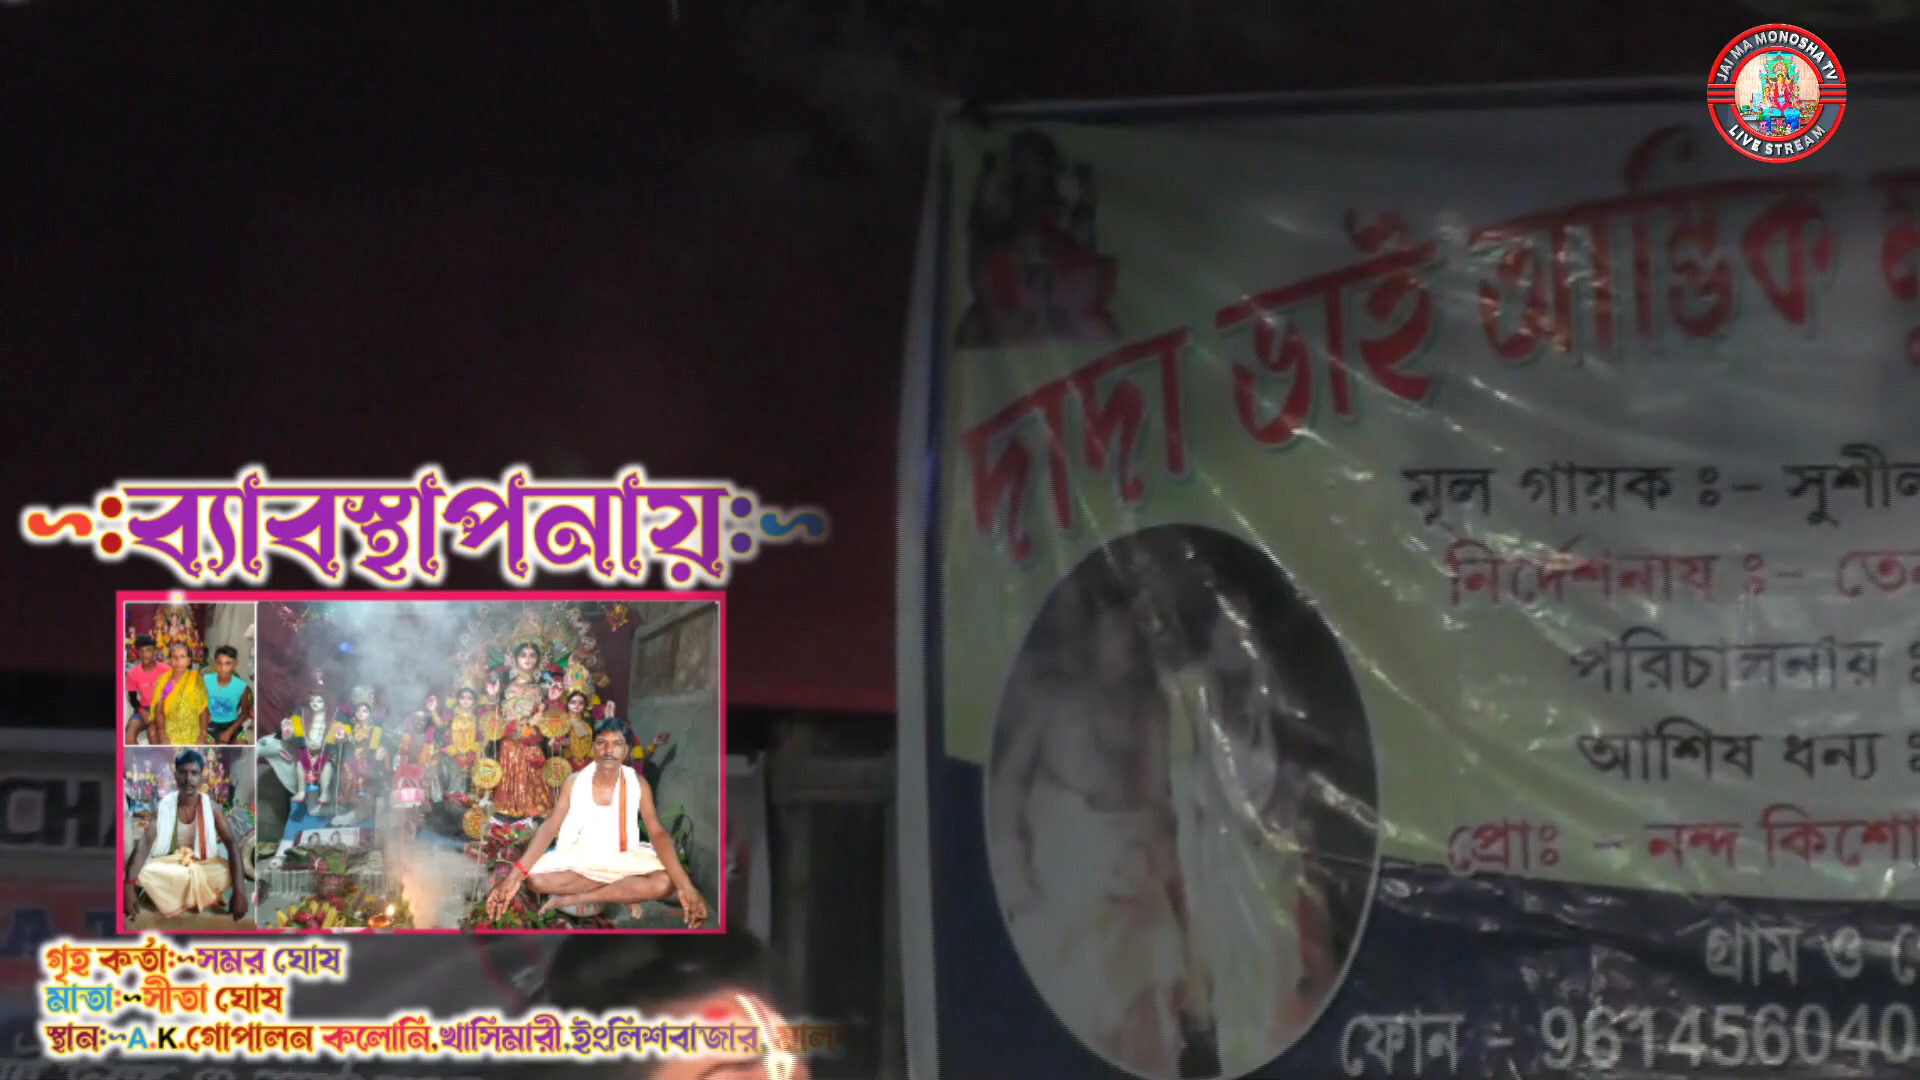 JAI MA MONOSHA TV
LIVE STREAM
দাদা ভাই
মূল গায়ক ঃ- সুশীল
নির্দেশনায় ঃ-
পরিচালনায় ঃ
আশিষ ধন্য ঃ
প্রোঃ - নন্দ কিশো
গ্রাম ও
ফোন - 961456040
~:ব্যাবস্থাপনায়:~
গৃহ কর্তা:~সমর ঘোষ
মাতা:~সীতা ঘোষ
স্থান:~A.K.গোপালন কলোনি,খাসিমারী,ইংলিশবাজার,